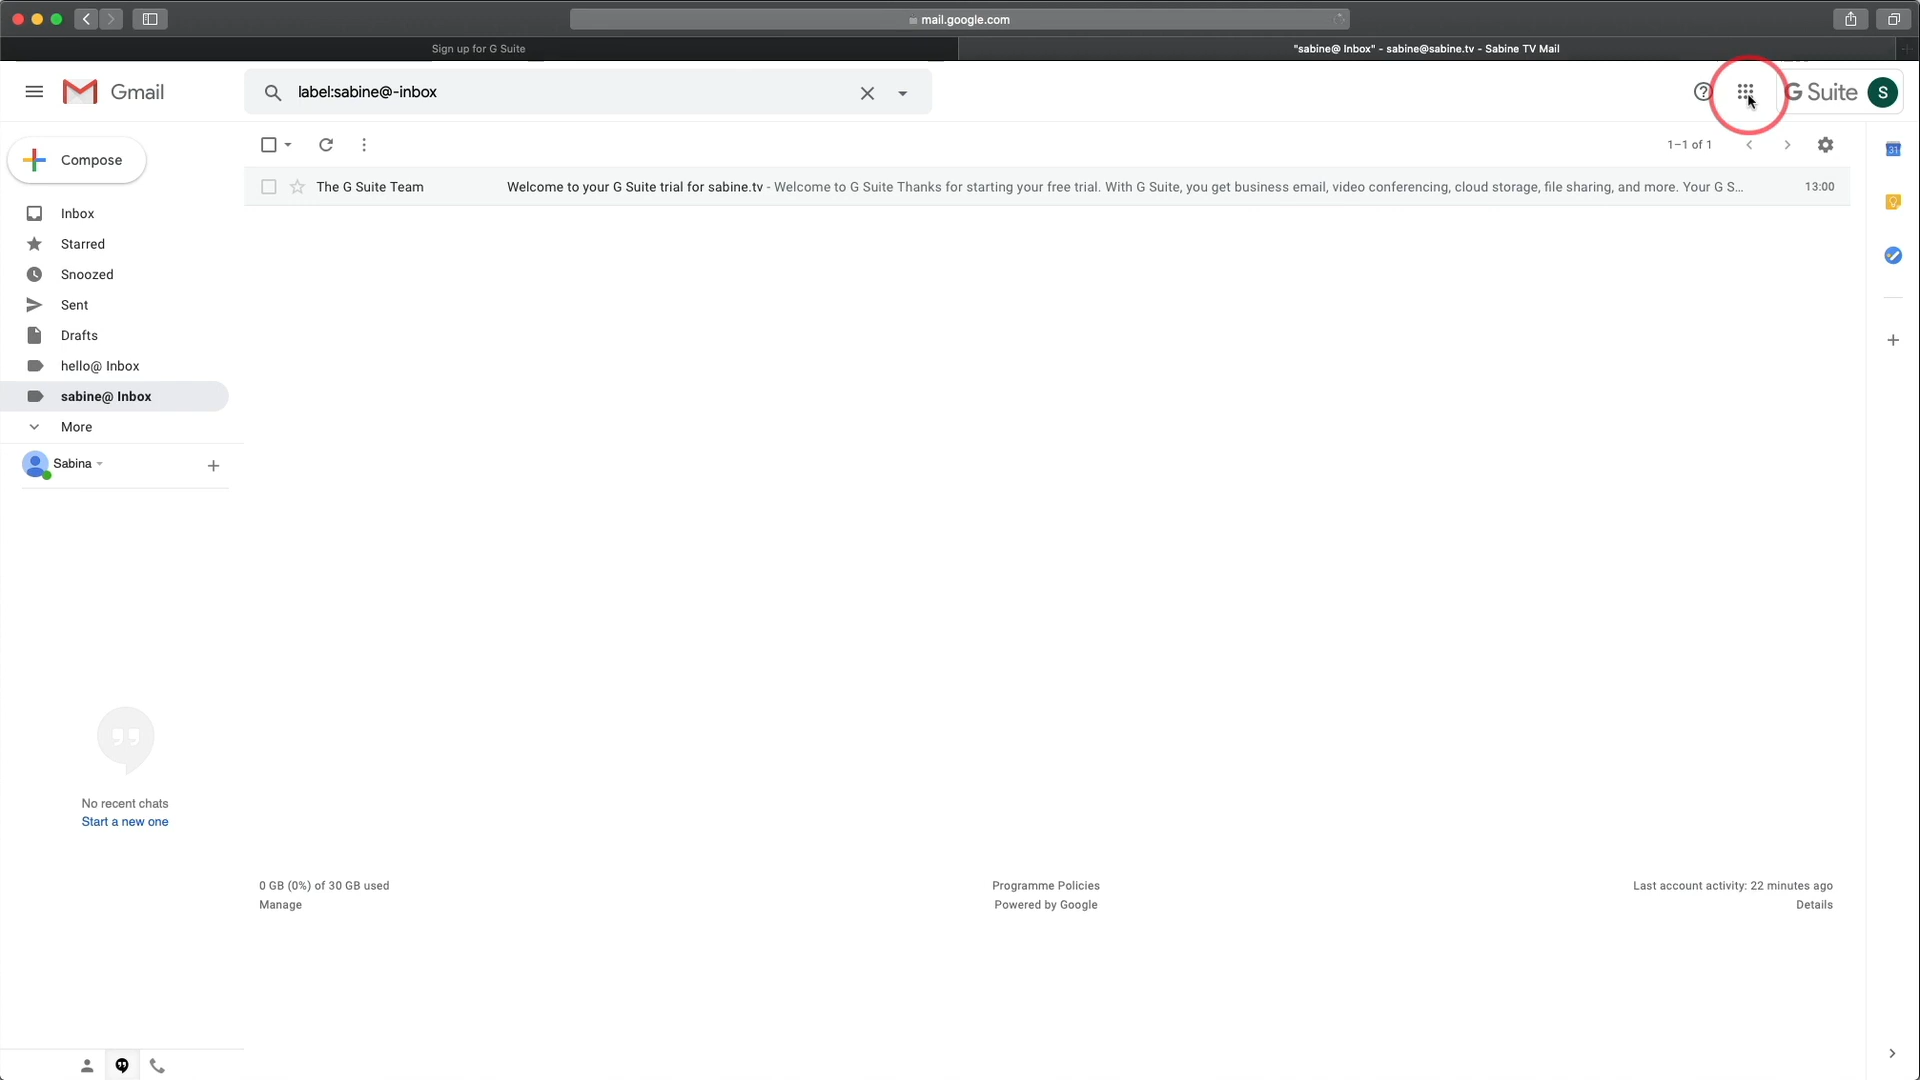 mail.google.com
Sign up for G Suite
"sabine@ Inbox" - sabine@sabine.tv - Sabine TV Mail
Gmail
label:sabine@-inbox
G Suite
S
Compose
1–1 of 1
31
The G Suite Team
Welcome to your G Suite trial for sabine.tv - Welcome to G Suite Thanks for starting your free trial. With G Suite, you get business email, video conferencing, cloud storage, file sharing, and more. Your G S...
13:00
Inbox
Starred
Snoozed
Sent
Drafts
hello@ Inbox
sabine@ Inbox
More
Sabina
No recent chats
Start a new one
0 GB (0%) of 30 GB used
Manage
Programme Policies
Powered by Google
Last account activity: 22 minutes ago
Details